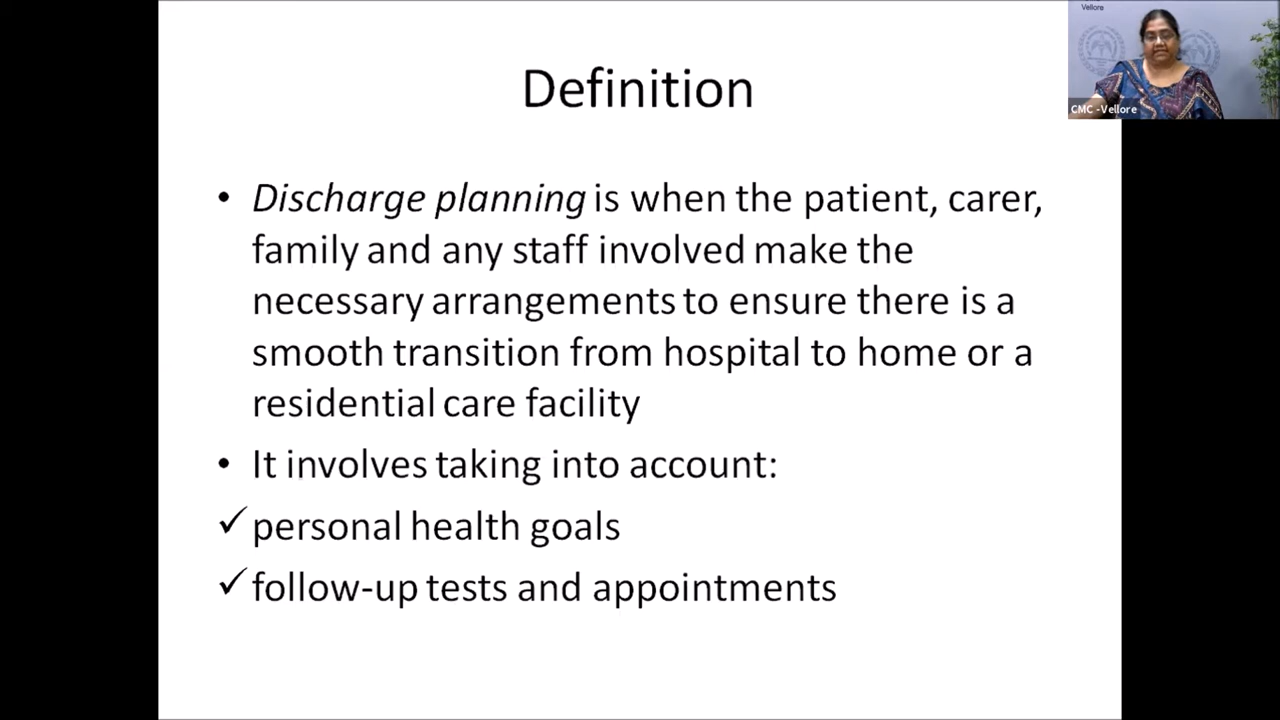 Vellore
CMC -Vellore
Definition
• Discharge planning is when the patient, carer,
family and any staff involved make the
necessary arrangements to ensure there is a
smooth transition from hospital to home or a
residential care facility
• It involves taking into account:
✓ personal health goals
✓ follow-up tests and appointments